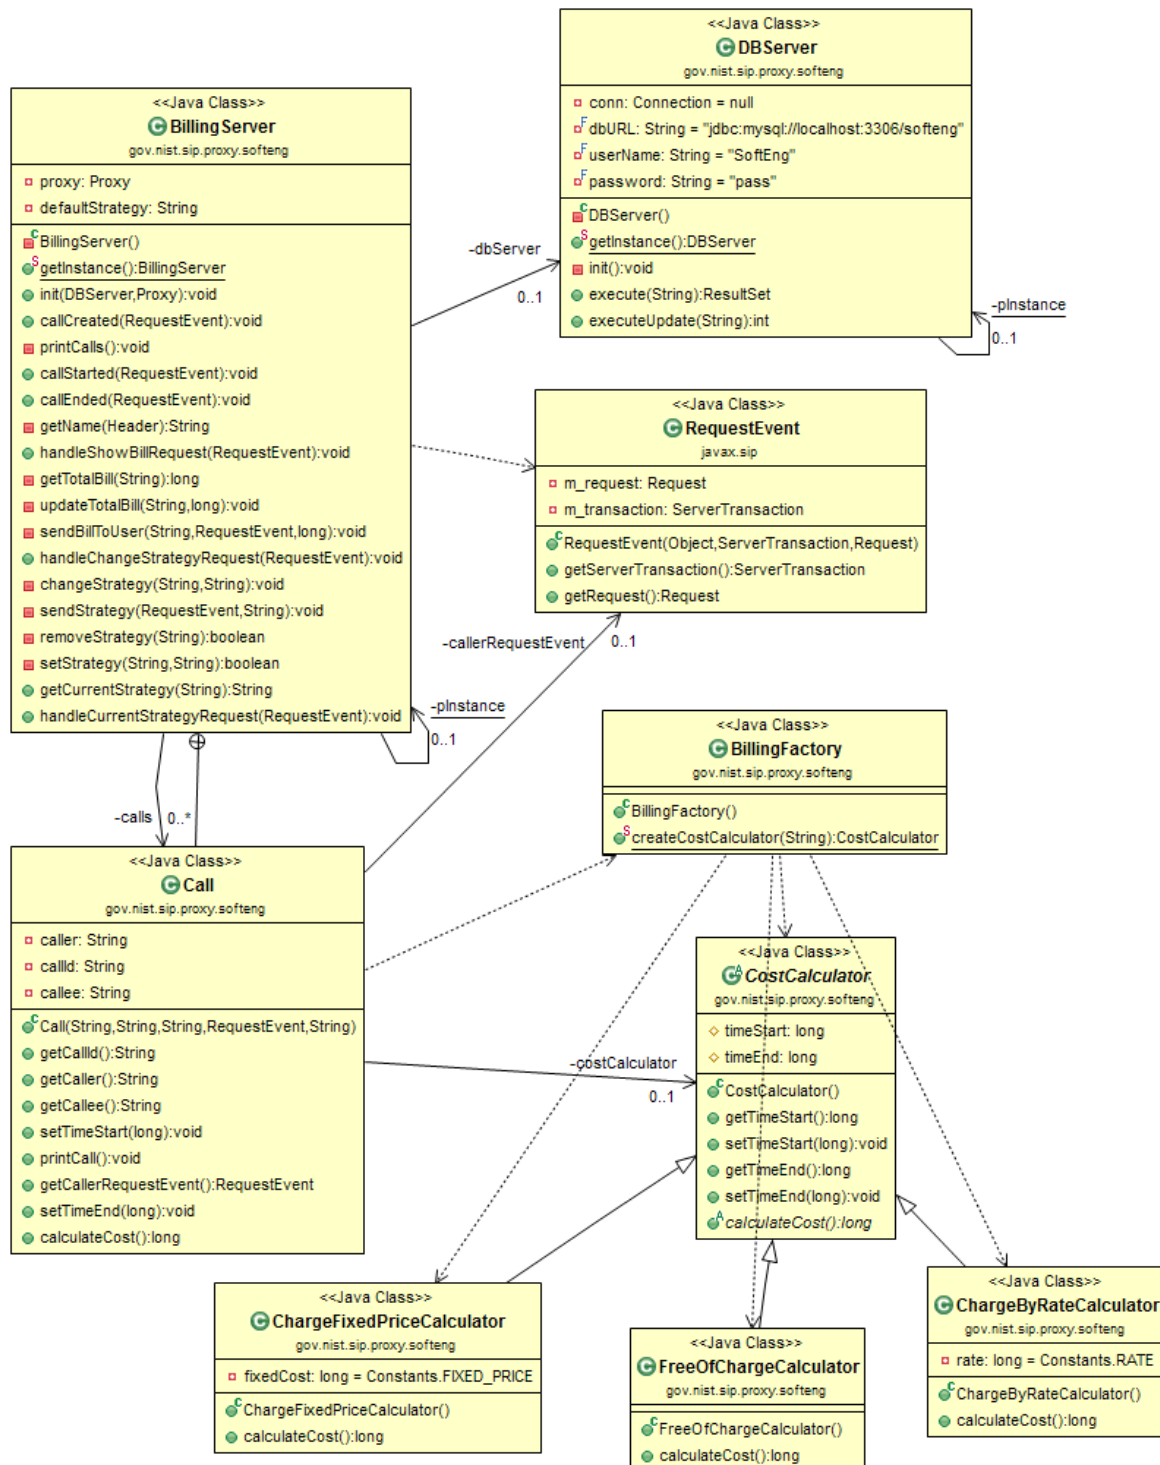 <<Java Class>>
DBServer
gov.nist.sip.proxy.softeng
conn: Connection = null
dbURL: String = "jdbc:mysql://localhost:3306/softeng"
userName: String = "SoftEng"
password: String = "pass"
DBServer()
getInstance():DBServer
init():void
execute(String):ResultSet
executeUpdate(String):int
-pInstance
0..1
<<Java Class>>
BillingServer
gov.nist.sip.proxy.softeng
proxy: Proxy
defaultStrategy: String
BillingServer()
getInstance():BillingServer
init(DBServer,Proxy):void
callCreated(RequestEvent):void
printCalls():void
callStarted(RequestEvent):void
callEnded(RequestEvent):void
getName(Header):String
handleShowBillRequest(RequestEvent):void
getTotalBill(String):long
updateTotalBill(String,long):void
sendBillToUser(String,RequestEvent,long):void
handleChangeStrategyRequest(RequestEvent):void
changeStrategy(String,String):void
sendStrategy(RequestEvent,String):void
removeStrategy(String):boolean
setStrategy(String,String):boolean
getCurrentStrategy(String):String
handleCurrentStrategyRequest(RequestEvent):void
-dbServer
0..1
-pInstance
0..1
<<Java Class>>
RequestEvent
javax.sip
m_request: Request
m_transaction: ServerTransaction
RequestEvent(Object,ServerTransaction,Request)
getServerTransaction():ServerTransaction
getRequest():Request
-callerRequestEvent
0..1
-calls
0..*
<<Java Class>>
BillingFactory
gov.nist.sip.proxy.softeng
BillingFactory()
createCostCalculator(String):CostCalculator
<<Java Class>>
Call
gov.nist.sip.proxy.softeng
caller: String
callId: String
callee: String
Call(String,String,String,RequestEvent,String)
getCallId():String
getCaller():String
getCallee():String
setTimeStart(long):void
printCall():void
getCallerRequestEvent():RequestEvent
setTimeEnd(long):void
calculateCost():long
-costCalculator
0..1
<<Java Class>>
CostCalculator
gov.nist.sip.proxy.softeng
timeStart: long
timeEnd: long
CostCalculator()
getTimeStart():long
setTimeStart(long):void
getTimeEnd():long
setTimeEnd(long):void
calculateCost():long
<<Java Class>>
ChargeFixedPriceCalculator
gov.nist.sip.proxy.softeng
fixedCost: long = Constants.FIXED_PRICE
ChargeFixedPriceCalculator()
calculateCost():long
<<Java Class>>
FreeOfChargeCalculator
gov.nist.sip.proxy.softeng
FreeOfChargeCalculator()
calculateCost():long
<<Java Class>>
ChargeByRateCalculator
gov.nist.sip.proxy.softeng
rate: long = Constants.RATE
ChargeByRateCalculator()
calculateCost():long